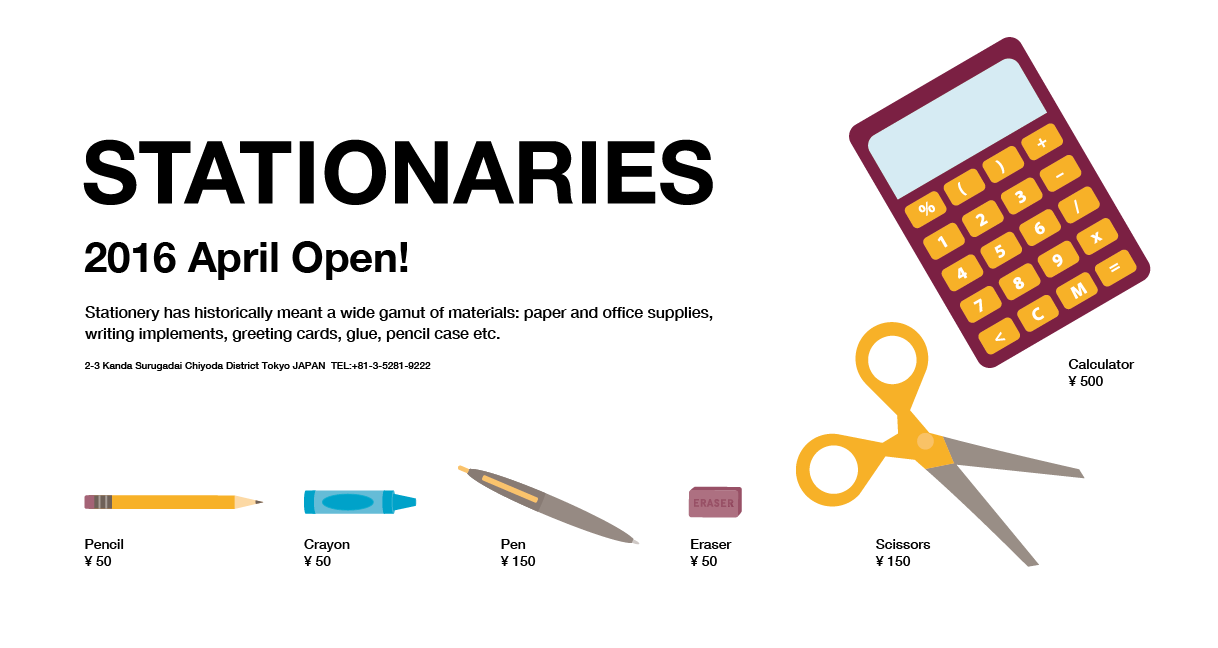 STATIONARIES
2016 April Open!
Stationery has historically meant a wide gamut of materials: paper and office supplies,
writing implements, greeting cards, glue, pencil case etc.
2-3 Kanda Surugadai Chiyoda District Tokyo JAPAN TEL:+81-3-5281-9222
% ( ) +
1 2 3 −
4 5 6 /
7 8 9 x
< C M =
Calculator
¥ 500
ERASER
Pencil
¥ 50
Crayon
¥ 50
Pen
¥ 150
Eraser
¥ 50
Scissors
¥ 150